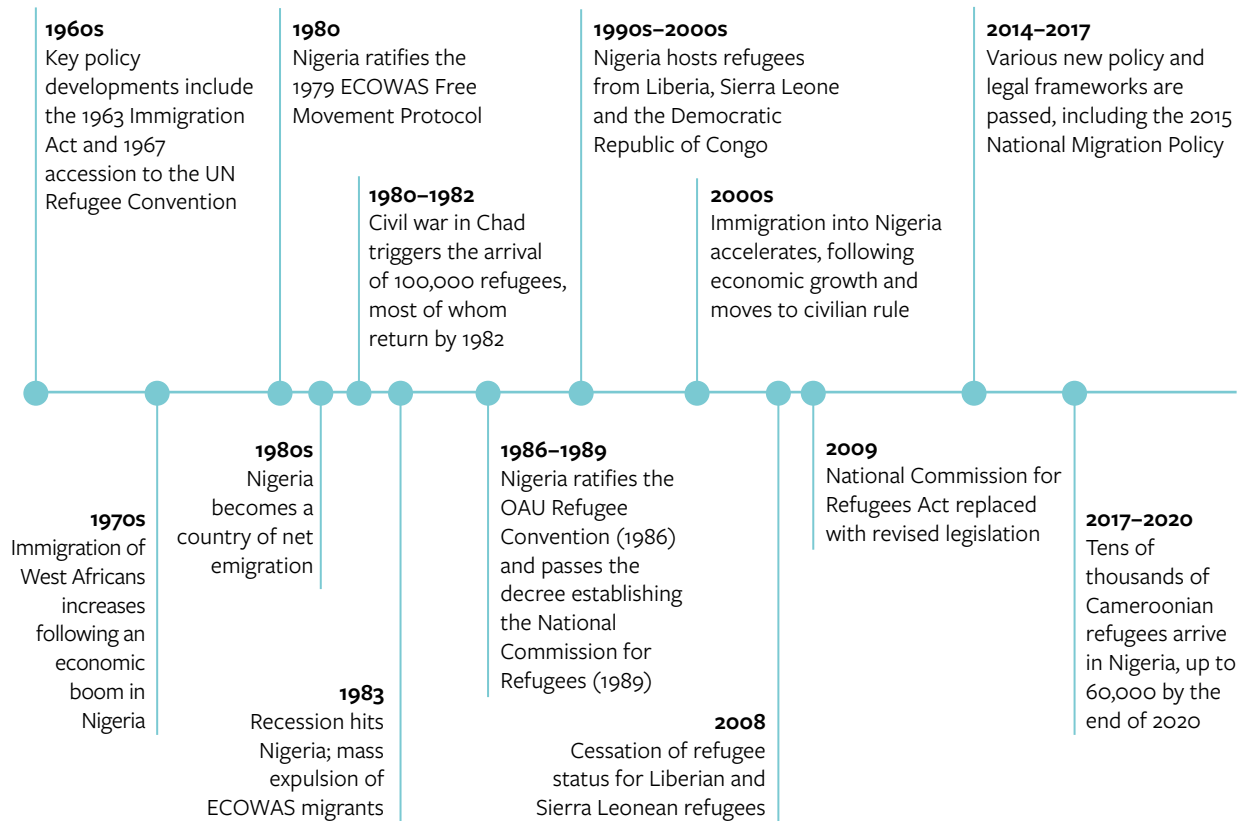 1960s
Key policy
developments include
the 1963 Immigration
Act and 1967
accession to the UN
Refugee Convention
1970s
Immigration of
West Africans
increases
following an
economic
boom in
Nigeria
1980
Nigeria ratifies the
1979 ECOWAS Free
Movement Protocol
1980s
Nigeria
becomes a
country of net
emigration
1980–1982
Civil war in Chad
triggers the arrival
of 100,000 refugees,
most of whom
return by 1982
1983
Recession hits
Nigeria; mass
expulsion of
ECOWAS migrants
1986–1989
Nigeria ratifies the
OAU Refugee
Convention (1986)
and passes the
decree establishing
the National
Commission for
Refugees (1989)
1990s–2000s
Nigeria hosts refugees
from Liberia, Sierra Leone
and the Democratic
Republic of Congo
2000s
Immigration into Nigeria
accelerates, following
economic growth and
moves to civilian rule
2008
Cessation of refugee
status for Liberian and
Sierra Leonean refugees
2009
National Commission for
Refugees Act replaced
with revised legislation
2014–2017
Various new policy and
legal frameworks are
passed, including the 2015
National Migration Policy
2017–2020
Tens of
thousands of
Cameroonian
refugees arrive
in Nigeria, up to
60,000 by the
end of 2020